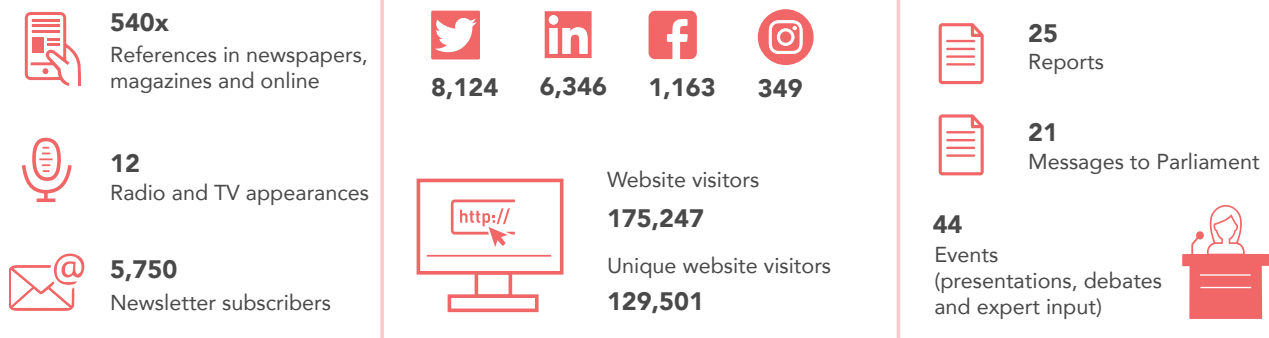 540x
References in newspapers,
magazines and online
12
Radio and TV appearances
@
5,750
Newsletter subscribers
in
f
8,124 6,346 1,163 349
http://
Website visitors
175,247
Unique website visitors
129,501
25
Reports
21
Messages to Parliament
44
Events
(presentations, debates
and expert input)